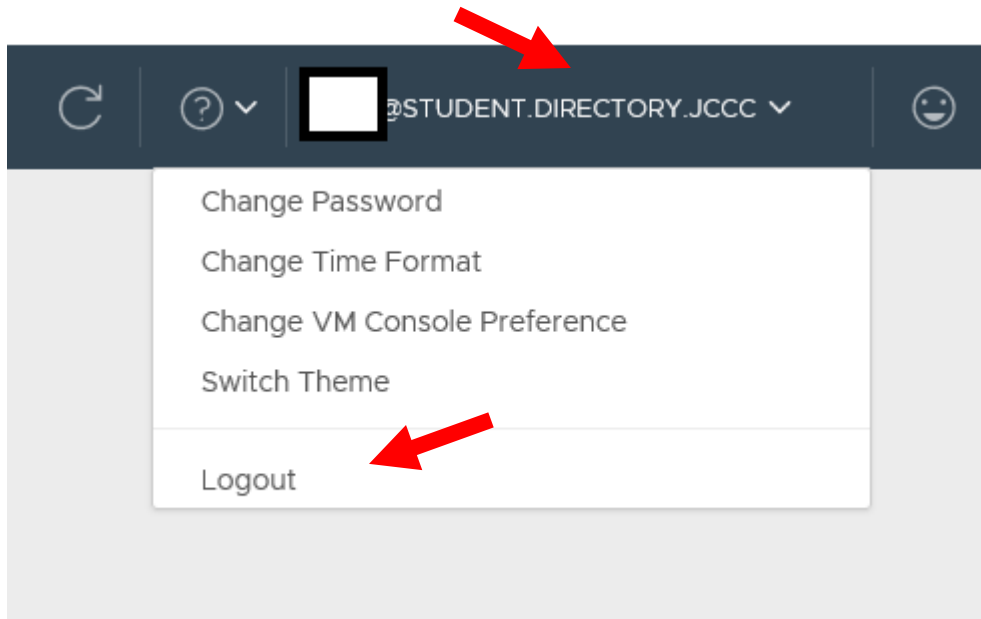 @STUDENT.DIRECTORY.JCCC
Change Password
Change Time Format
Change VM Console Preference
Switch Theme
Logout